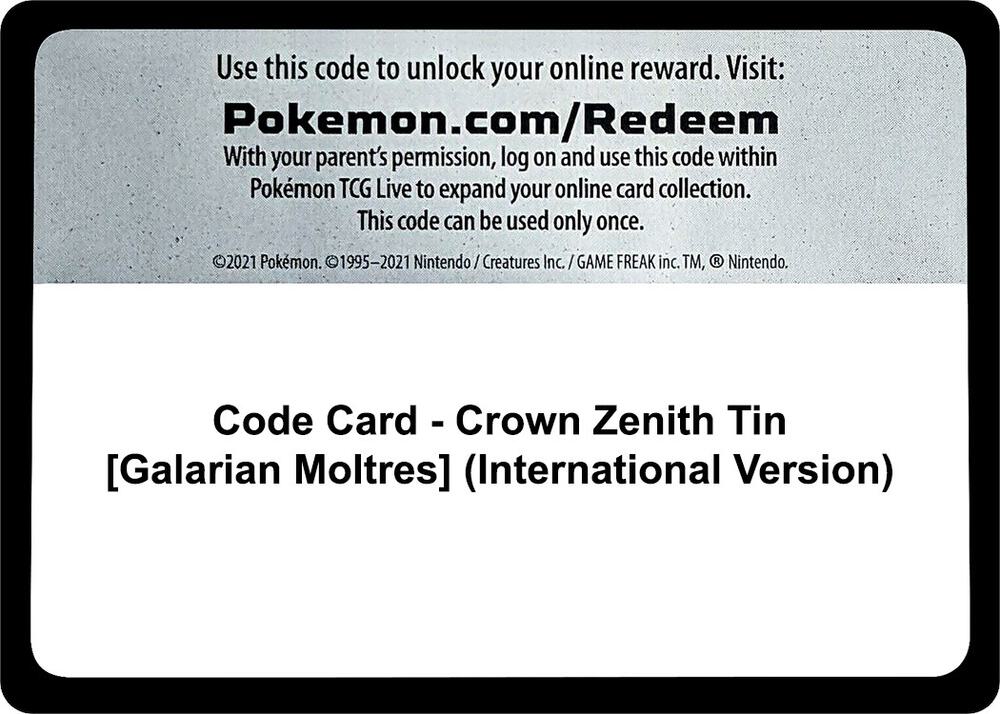 Use this code to unlock your online reward. Visit:
Pokemon.com/Redeem
With your parent's permission, log on and use this code within
Pokémon TCG Live to expand your online card collection.
This code can be used only once.
©2021 Pokémon. ©1995–2021 Nintendo / Creatures Inc. / GAME FREAK inc. TM, ® Nintendo.
Code Card - Crown Zenith Tin
[Galarian Moltres] (International Version)